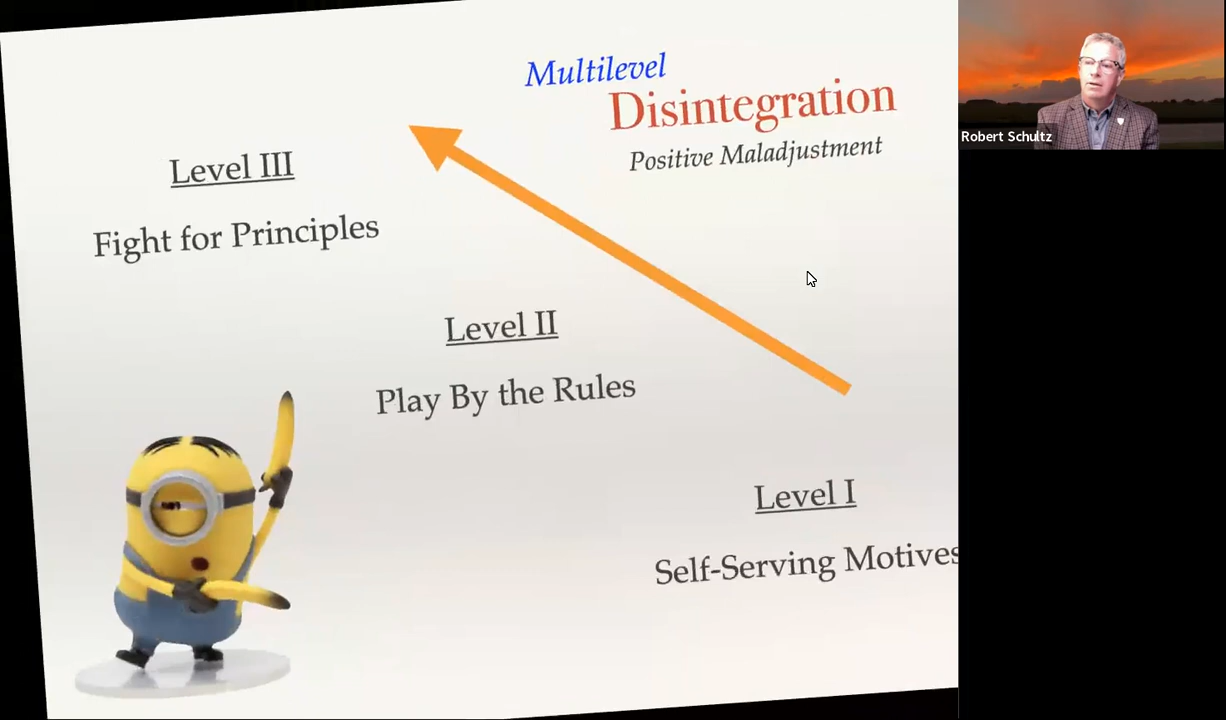 Multilevel
Disintegration
Positive Maladjustment
Level III
Fight for Principles
Level II
Play By the Rules
Level I
Self-Serving Motives
Robert Schultz